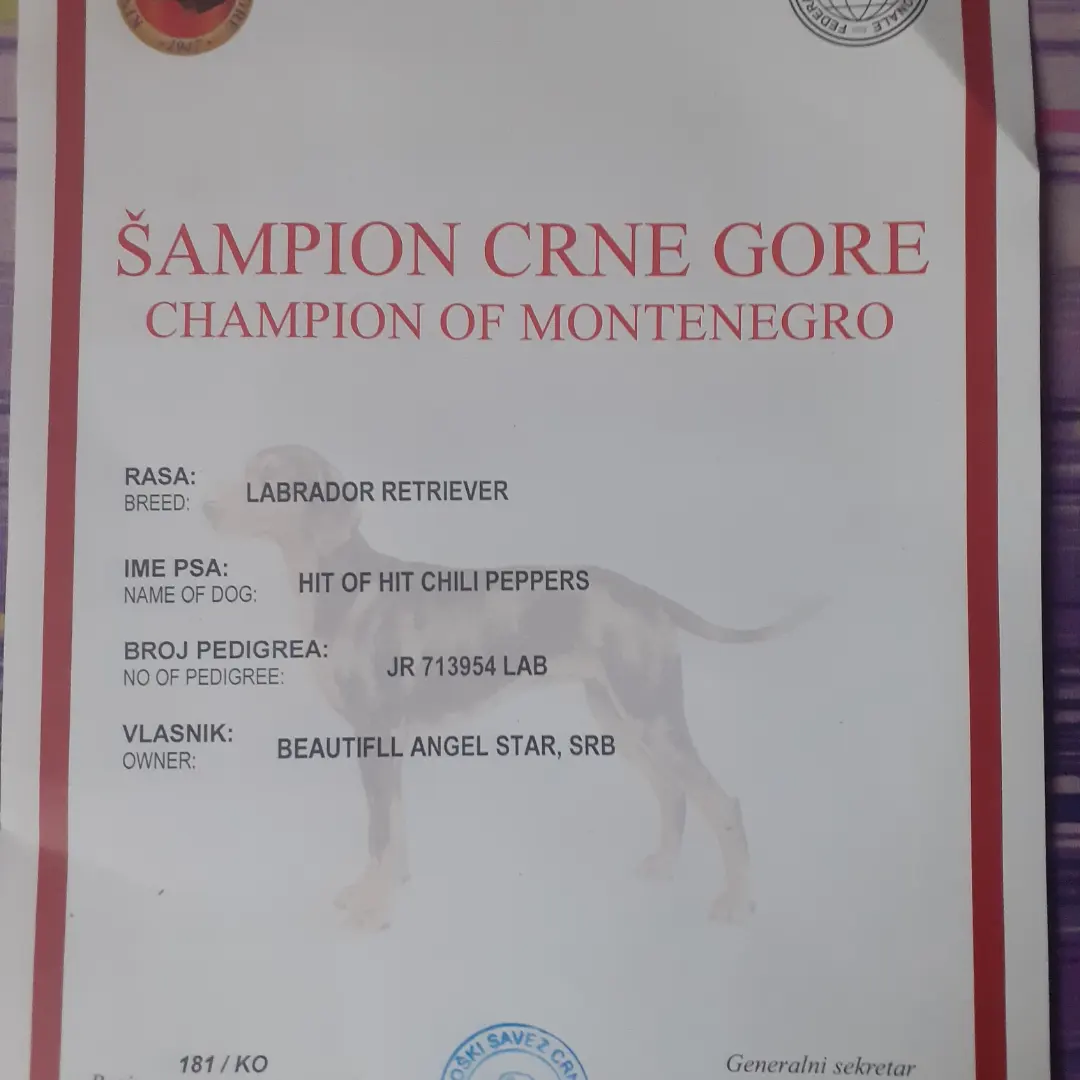 ŠAMPION CRNE GORE
CHAMPION OF MONTENEGRO
RASA:
BREED:
LABRADOR RETRIEVER
IME PSA:
NAME OF DOG:
HIT OF HIT CHILI PEPPERS
BROJ PEDIGREA:
NO OF PEDIGREE:
JR 713954 LAB
VLASNIK:
OWNER:
BEAUTIFLL ANGEL STAR, SRB
181 / KO
SAVEZ
Generalni sekretar